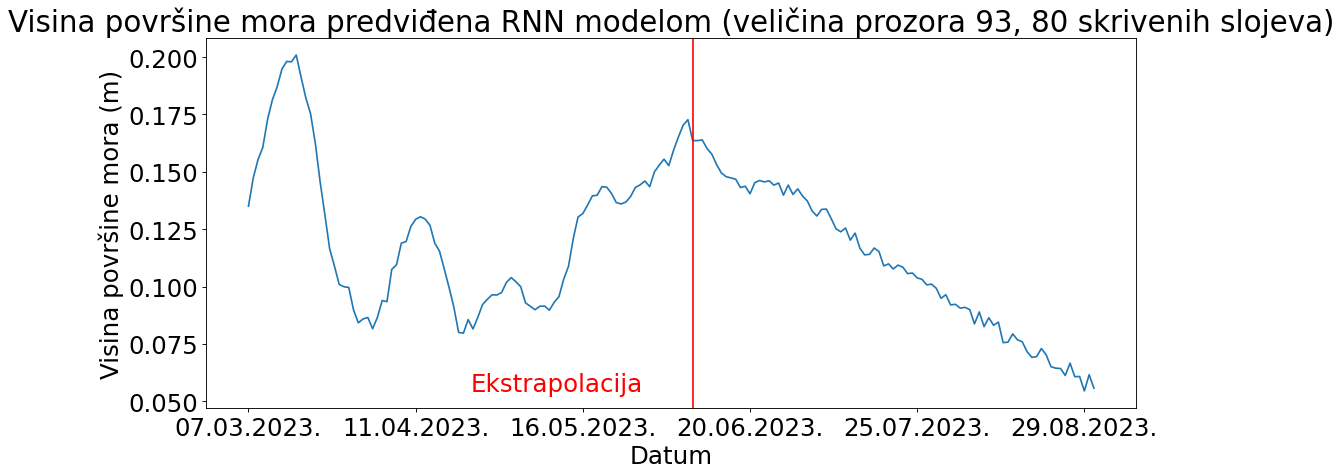 Visina površine mora predviđena RNN modelom (veličina prozora 93, 80 skrivenih slojeva)
Visina površine mora (m)
0.200
0.175
0.150
0.125
0.100
0.075
0.050
Ekstrapolacija
07.03.2023. 11.04.2023. 16.05.2023. 20.06.2023. 25.07.2023. 29.08.2023.
Datum